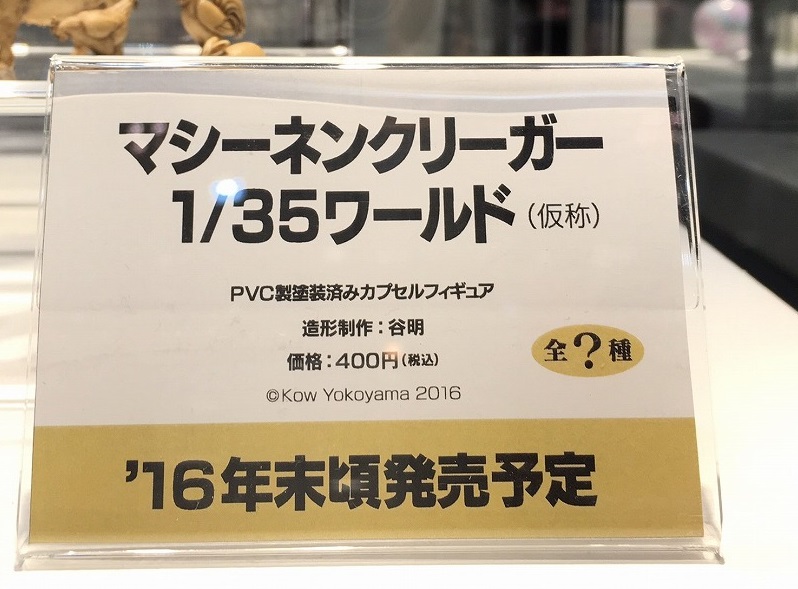 マシーネンクリーガー
1/35ワールド（仮称）
PVC製塗装済みカプセルフィギュア
造形制作：谷明
価格：400円（税込）
全？種
©Kow Yokoyama 2016
’16年末頃発売予定